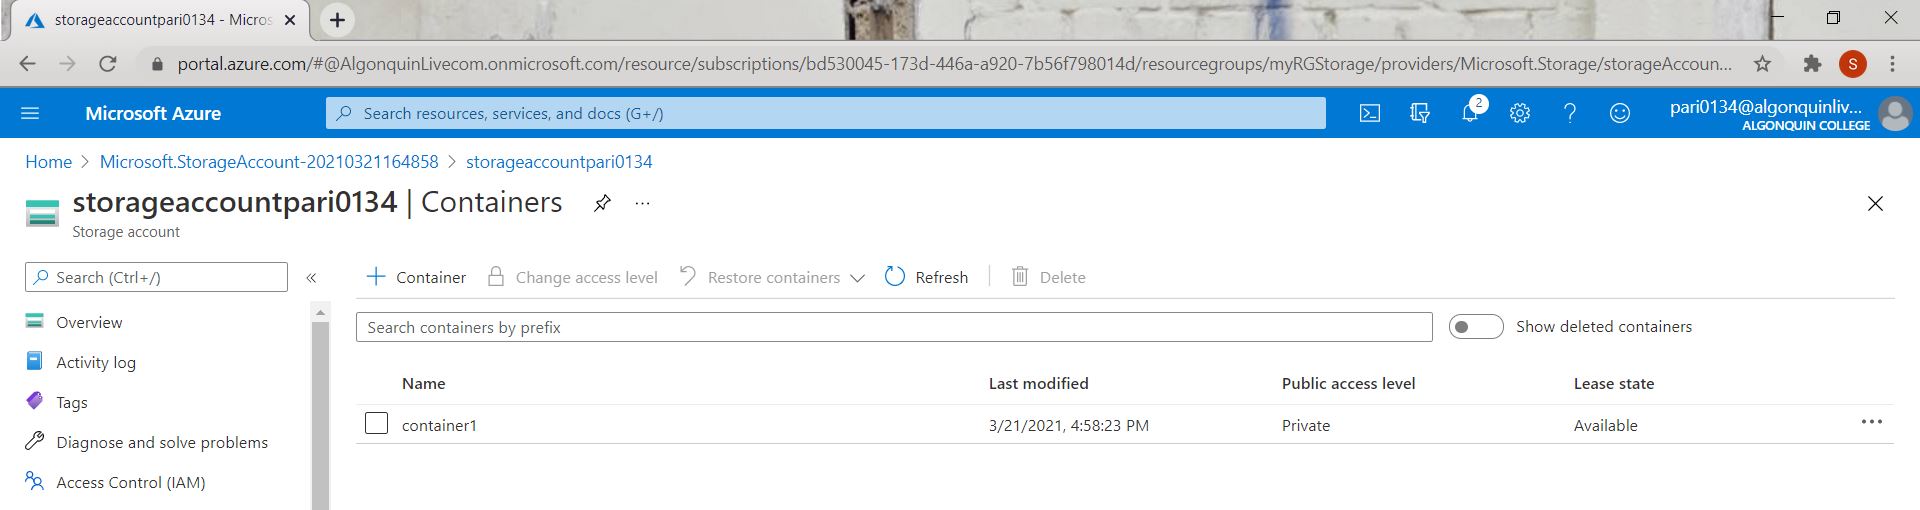 storageaccountpari0134 - Micros
portal.azure.com/#@AlgonquinLivecom.onmicrosoft.com/resource/subscriptions/bd530045-173d-446a-a920-7b56f798014d/resourcegroups/myRGStorage/providers/Microsoft.Storage/storageAccoun...
S
Microsoft Azure
Search resources, services, and docs (G+/)
2
pari0134@algonquinliv...
ALGONQUIN COLLEGE
Home > Microsoft.StorageAccount-20210321164858 > storageaccountpari0134
storageaccountpari0134 | Containers
Storage account
Search (Ctrl+/)
Container Change access level Restore containers Refresh Delete
Overview
Activity log
Tags
Diagnose and solve problems
Access Control (IAM)
Search containers by prefix
Show deleted containers
Name Last modified Public access level Lease state
container1 3/21/2021, 4:58:23 PM Private Available